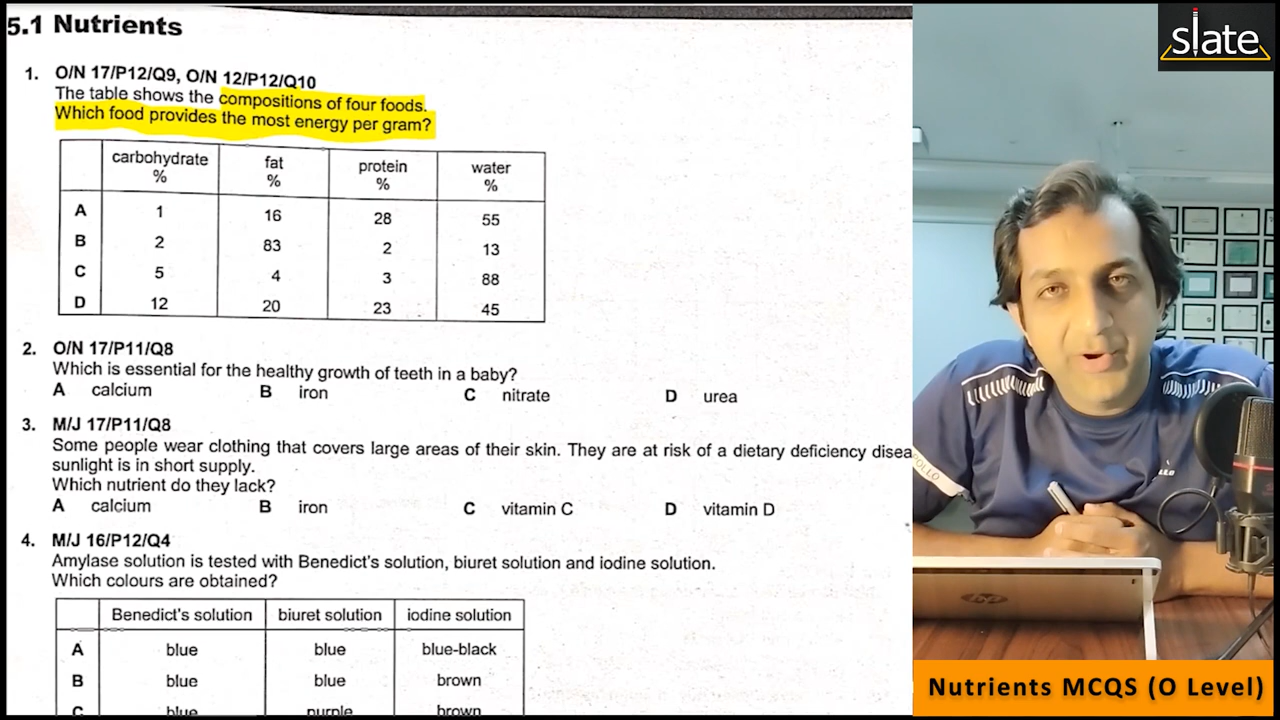 slate
5.1 Nutrients
1. O/N 17/P12/Q9, O/N 12/P12/Q10
The table shows the compositions of four foods.
Which food provides the most energy per gram?
carbohydrate % fat % protein % water %
A 1 16 28 55
B 2 83 2 13
C 5 4 3 88
D 12 20 23 45
2. O/N 17/P11/Q8
Which is essential for the healthy growth of teeth in a baby?
A calcium B iron C nitrate D urea
3. M/J 17/P11/Q8
Some people wear clothing that covers large areas of their skin. They are at risk of a dietary deficiency disea
sunlight is in short supply.
Which nutrient do they lack?
A calcium B iron C vitamin C D vitamin D
4. M/J 16/P12/Q4
Amylase solution is tested with Benedict's solution, biuret solution and iodine solution.
Which colours are obtained?
Benedict's solution biuret solution iodine solution
A blue blue blue-black
B blue blue brown
C blue purple brown
hp
Nutrients MCQS (O Level)